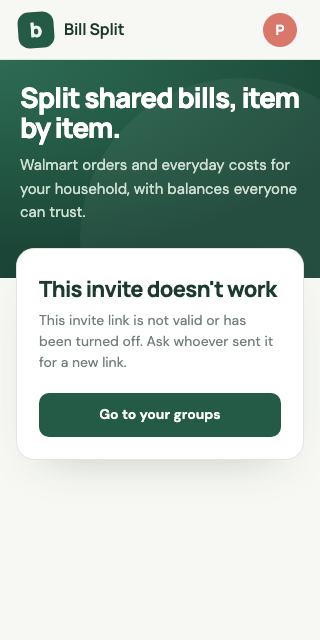 b Bill Split P
Split shared bills, item
by item.
Walmart orders and everyday costs for
your household, with balances everyone
can trust.
This invite doesn't work
This invite link is not valid or has
been turned off. Ask whoever sent it
for a new link.
Go to your groups